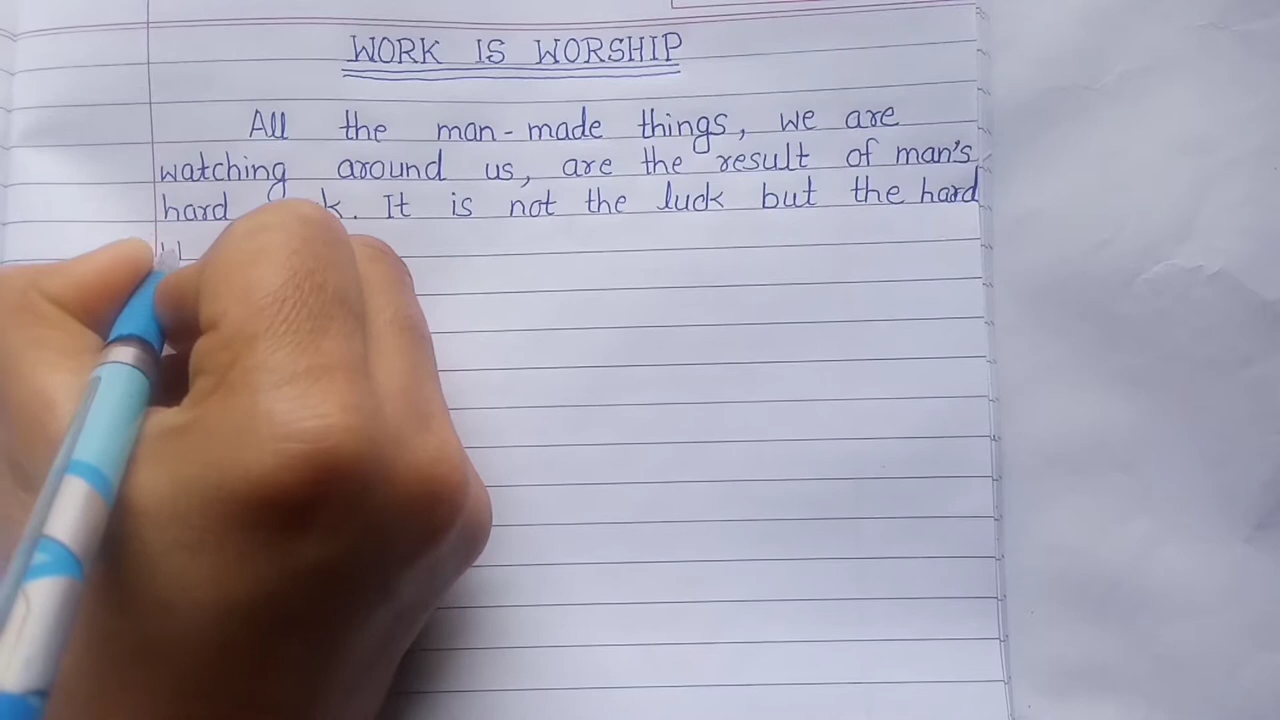 WORK IS WORSHIP
All the man-made things, we are
watching around us, are the result of man's
hard k. It is not the luck but the hard